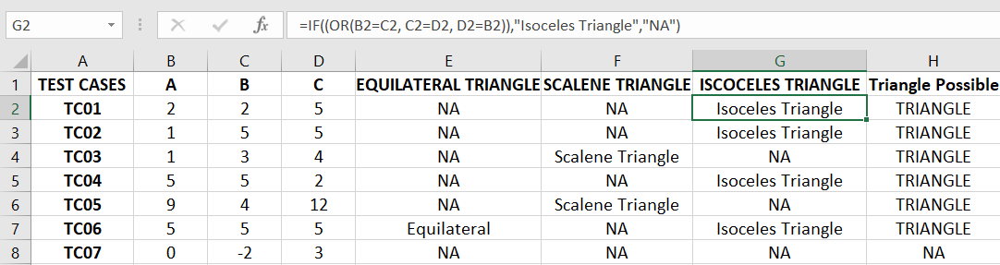 G2 fx =IF((OR(B2=C2, C2=D2, D2=B2)),"Isoceles Triangle","NA")
A B C D E F G H
1 TEST CASES A B C EQUILATERAL TRIANGLE SCALENE TRIANGLE ISCOCELES TRIANGLE Triangle Possible
2 TC01 2 2 5 NA NA Isoceles Triangle TRIANGLE
3 TC02 1 5 5 NA NA Isoceles Triangle TRIANGLE
4 TC03 1 3 4 NA Scalene Triangle NA TRIANGLE
5 TC04 5 5 2 NA NA Isoceles Triangle TRIANGLE
6 TC05 9 4 12 NA Scalene Triangle NA TRIANGLE
7 TC06 5 5 5 Equilateral NA Isoceles Triangle TRIANGLE
8 TC07 0 -2 3 NA NA NA NA